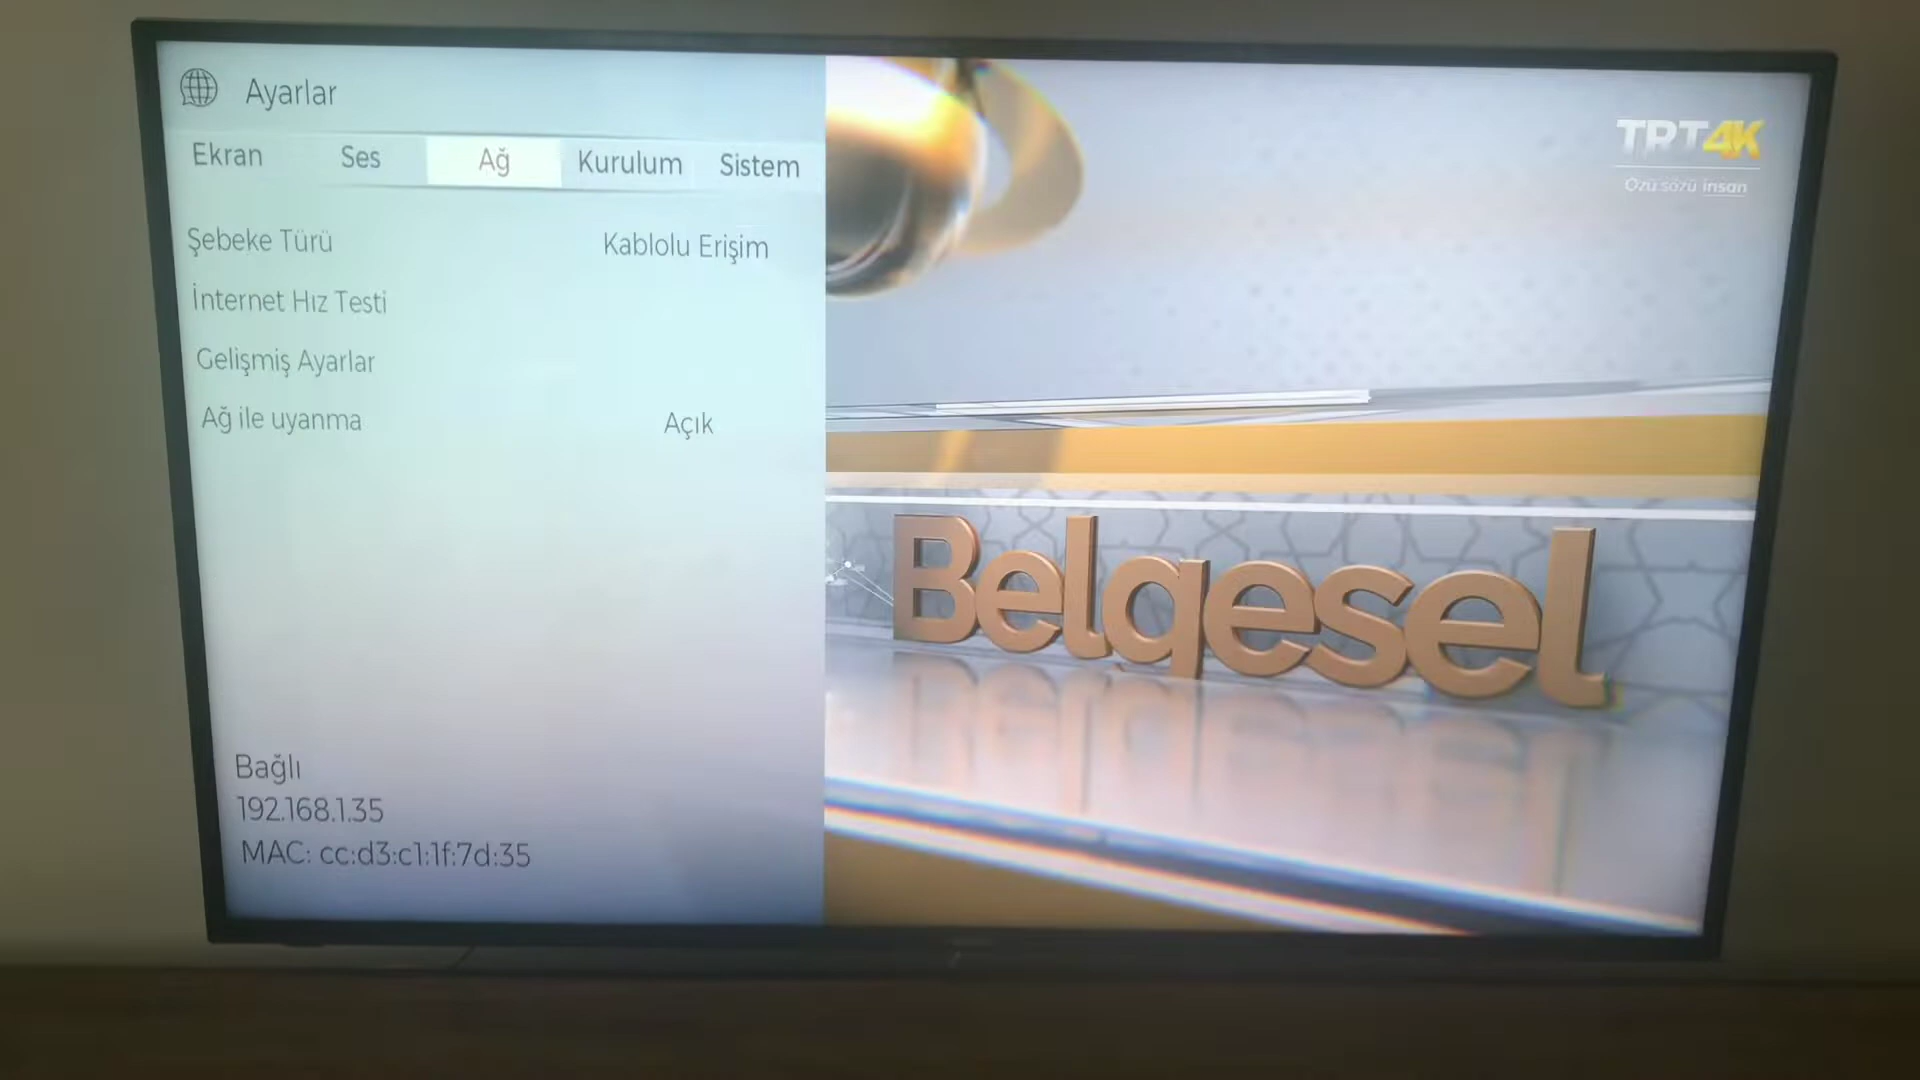 Ayarlar
Ekran Ses Ağ Kurulum Sistem
Şebeke Türü Kablolu Erişim
İnternet Hız Testi
Gelişmiş Ayarlar
Ağ ile uyanma Açık
Bağlı
192.168.1.35
MAC: cc:d3:c1:1f:7d:35
TRT4K
Özü sözü insan
Belgesel